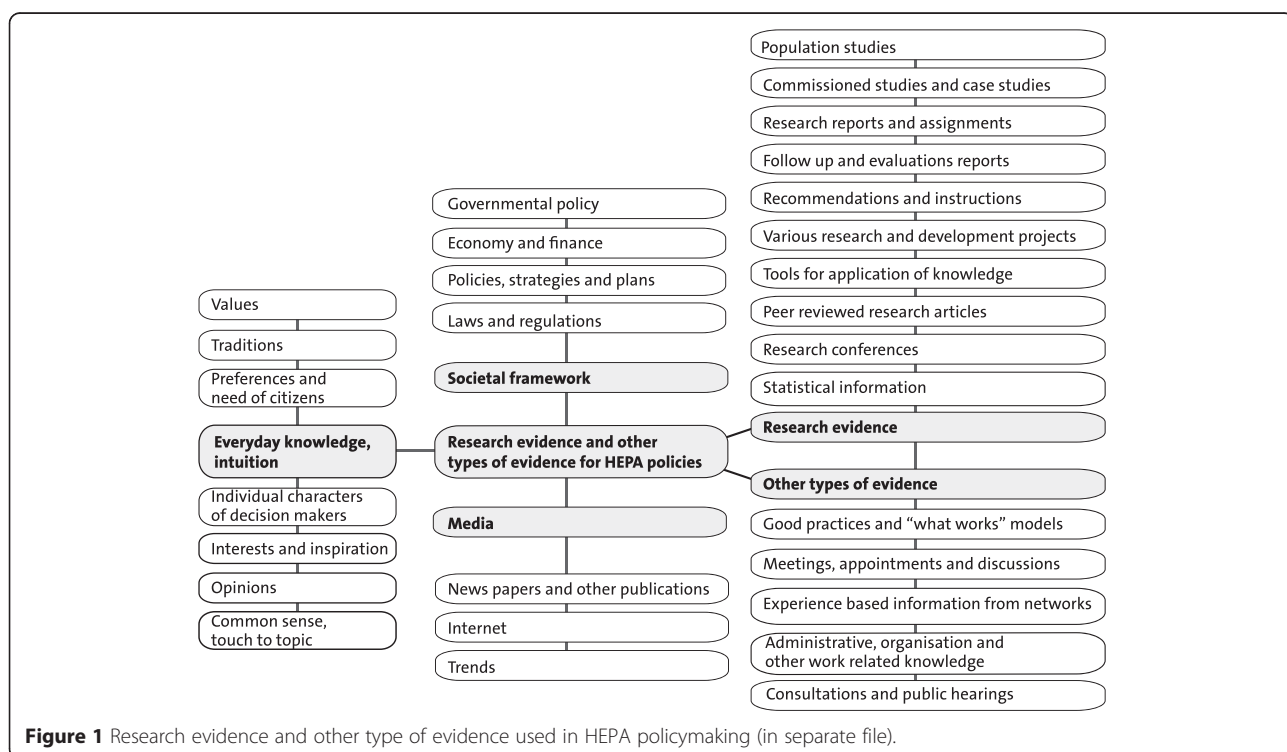 Values
Traditions
Preferences and
need of citizens
Everyday knowledge,
intuition
Individual characters
of decision makers
Interests and inspiration
Opinions
Common sense,
touch to topic
Governmental policy
Economy and finance
Policies, strategies and plans
Laws and regulations
Societal framework
Research evidence and other
types of evidence for HEPA policies
Media
News papers and other publications
Internet
Trends
Population studies
Commissioned studies and case studies
Research reports and assignments
Follow up and evaluations reports
Recommendations and instructions
Various research and development projects
Tools for application of knowledge
Peer reviewed research articles
Research conferences
Statistical information
Research evidence
Other types of evidence
Good practices and “what works” models
Meetings, appointments and discussions
Experience based information from networks
Administrative, organisation and
other work related knowledge
Consultations and public hearings
Figure 1 Research evidence and other type of evidence used in HEPA policymaking (in separate file).